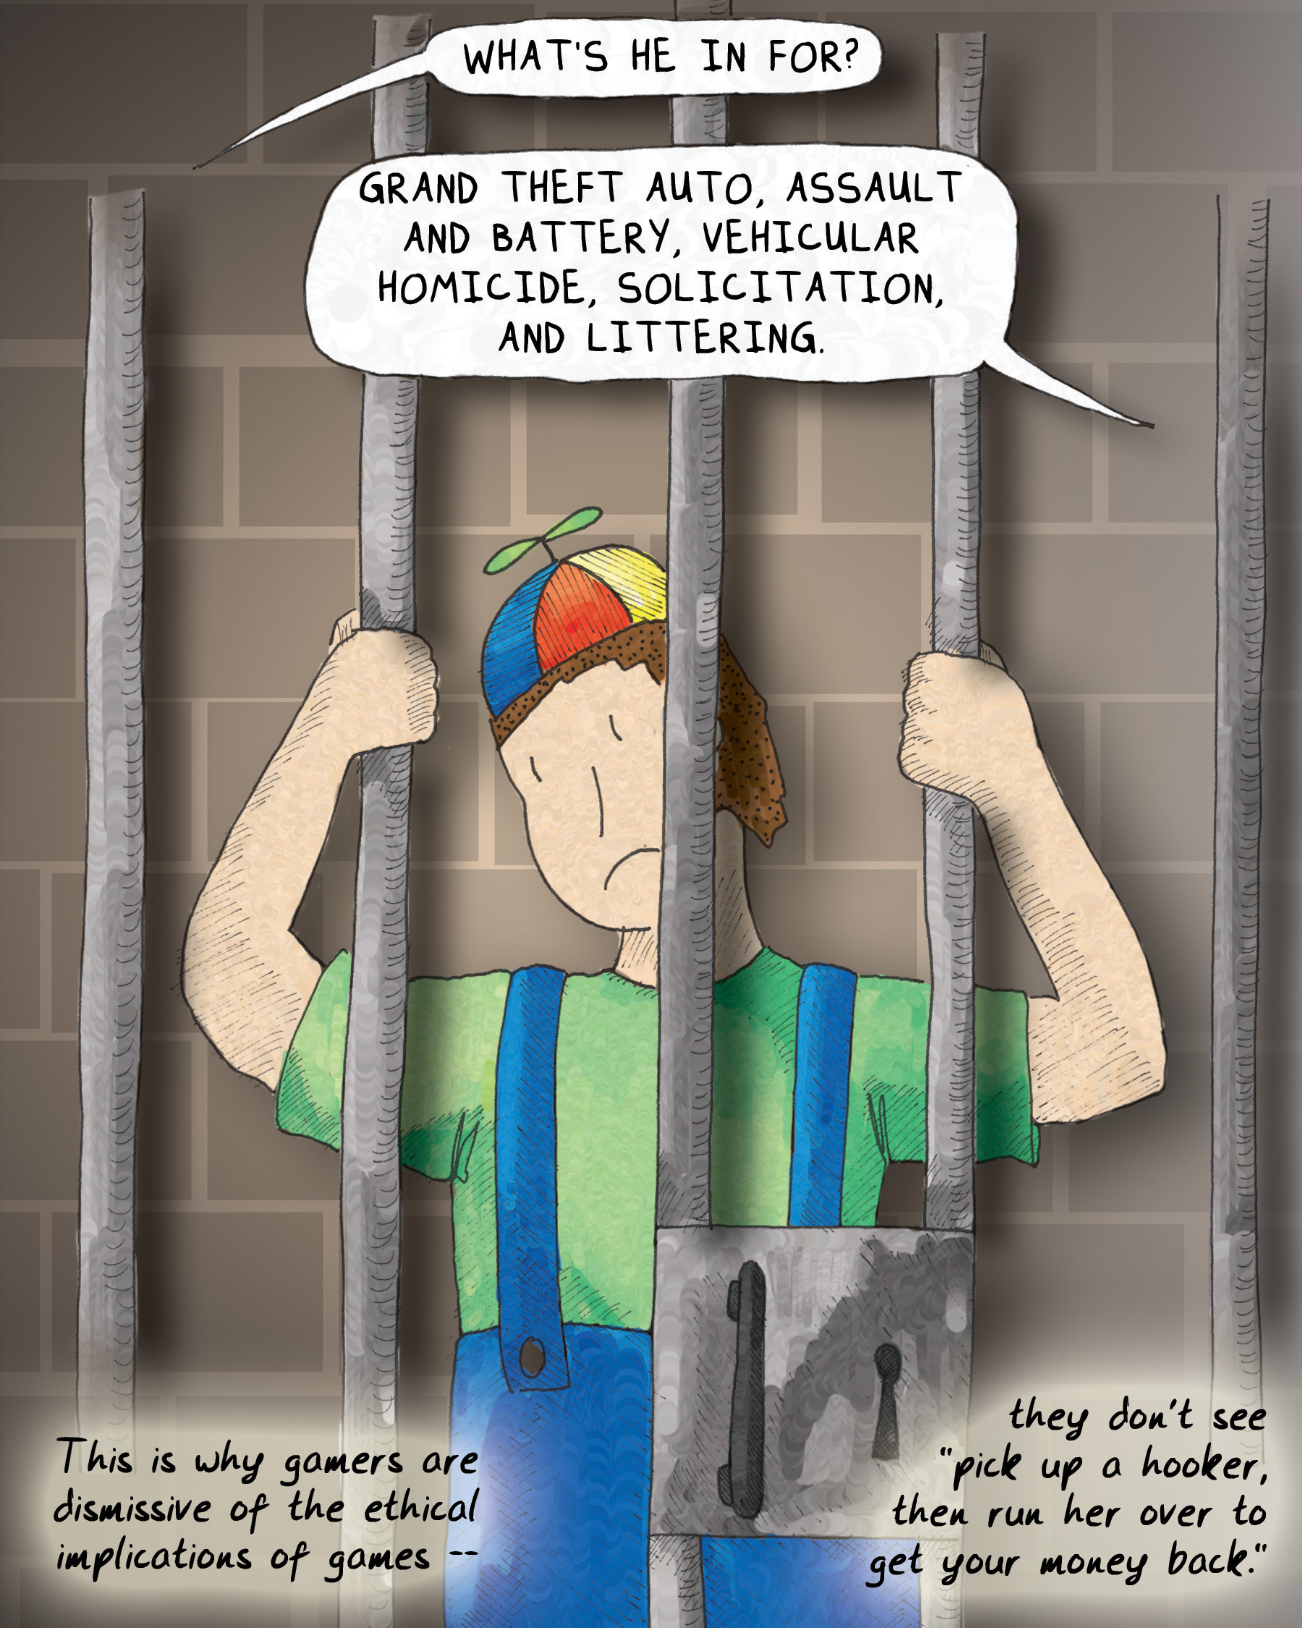 WHAT'S HE IN FOR?
GRAND THEFT AUTO, ASSAULT
AND BATTERY, VEHICULAR
HOMICIDE, SOLICITATION,
AND LITTERING.
This is why gamers are
dismissive of the ethical
implications of games --
they don't see
"pick up a hooker,
then run her over to
get your money back."